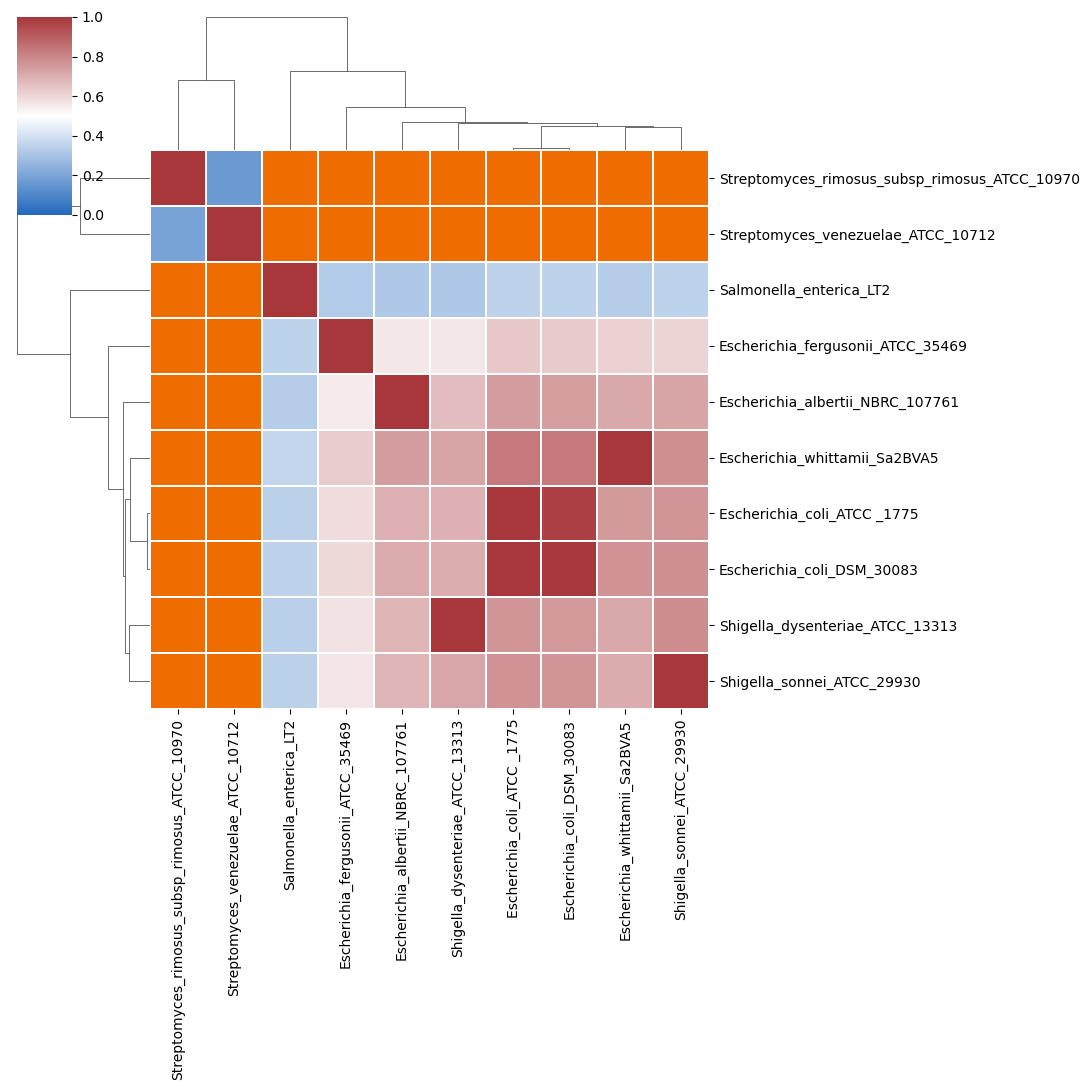 1.0
0.8
0.6
0.4
0.2
0.0
Streptomyces_rimosus_subsp_rimosus_ATCC_10970
Streptomyces_venezuelae_ATCC_10712
Salmonella_enterica_LT2
Escherichia_fergusonii_ATCC_35469
Escherichia_albertii_NBRC_107761
Escherichia_whittamii_Sa2BVA5
Escherichia_coli_ATCC _1775
Escherichia_coli_DSM_30083
Shigella_dysenteriae_ATCC_13313
Shigella_sonnei_ATCC_29930
Streptomyces_rimosus_subsp_rimosus_ATCC_10970
Streptomyces_venezuelae_ATCC_10712
Salmonella_enterica_LT2
Escherichia_fergusonii_ATCC_35469
Escherichia_albertii_NBRC_107761
Shigella_dysenteriae_ATCC_13313
Escherichia_coli_ATCC _1775
Escherichia_coli_DSM_30083
Escherichia_whittamii_Sa2BVA5
Shigella_sonnei_ATCC_29930